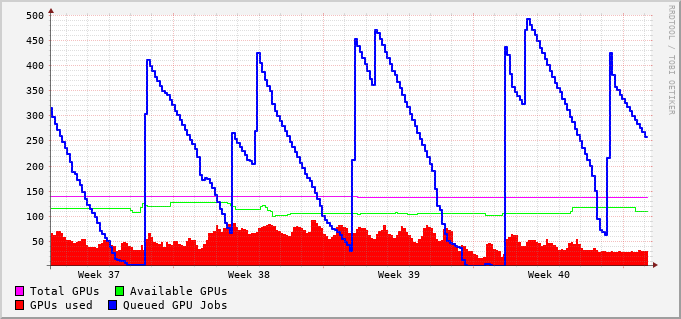 500
450
400
350
300
250
200
150
100
50
Week 37 Week 38 Week 39 Week 40
Total GPUs Available GPUs
GPUs used Queued GPU Jobs
RRDTOOL / TOBI OETIKER